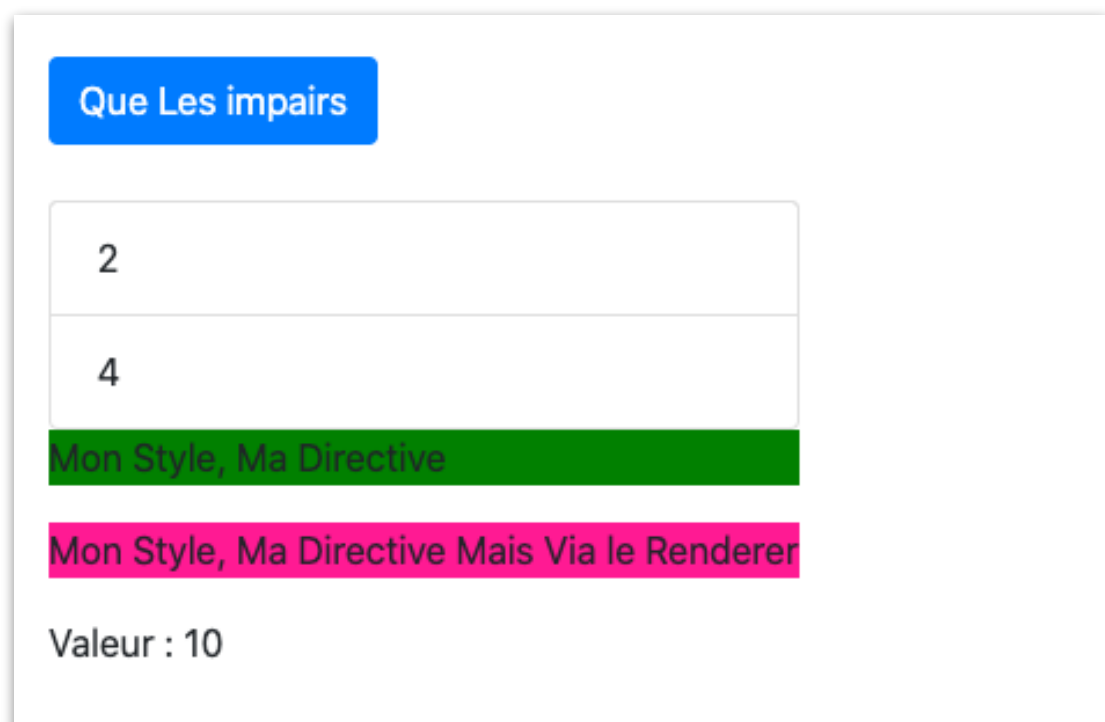 Que Les impairs
2
4
Mon Style, Ma Directive
Mon Style, Ma Directive Mais Via le Renderer
Valeur : 10